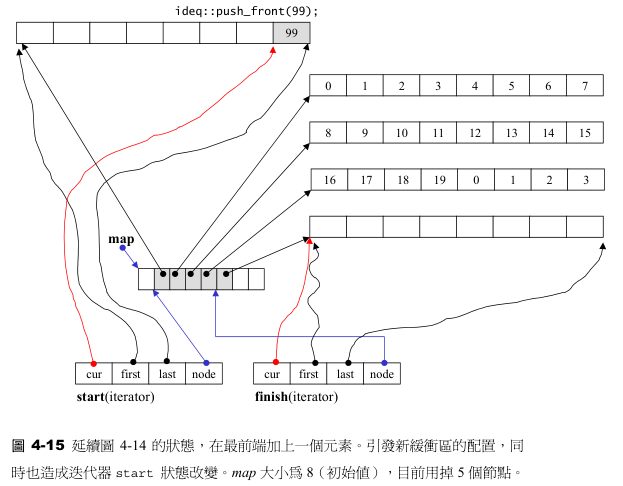 ideq::push_front(99);
99
0 1 2 3 4 5 6 7
8 9 10 11 12 13 14 15
16 17 18 19 0 1 2 3
map
cur first last node
start(iterator)
cur first last node
finish(iterator)
圖 4-15 延續圖 4-14 的狀態，在最前端加上一個元素。引發新緩衝區的配置，同
時也造成迭代器 start 狀態改變。map 大小爲 8（初始值），目前用掉 5 個節點。